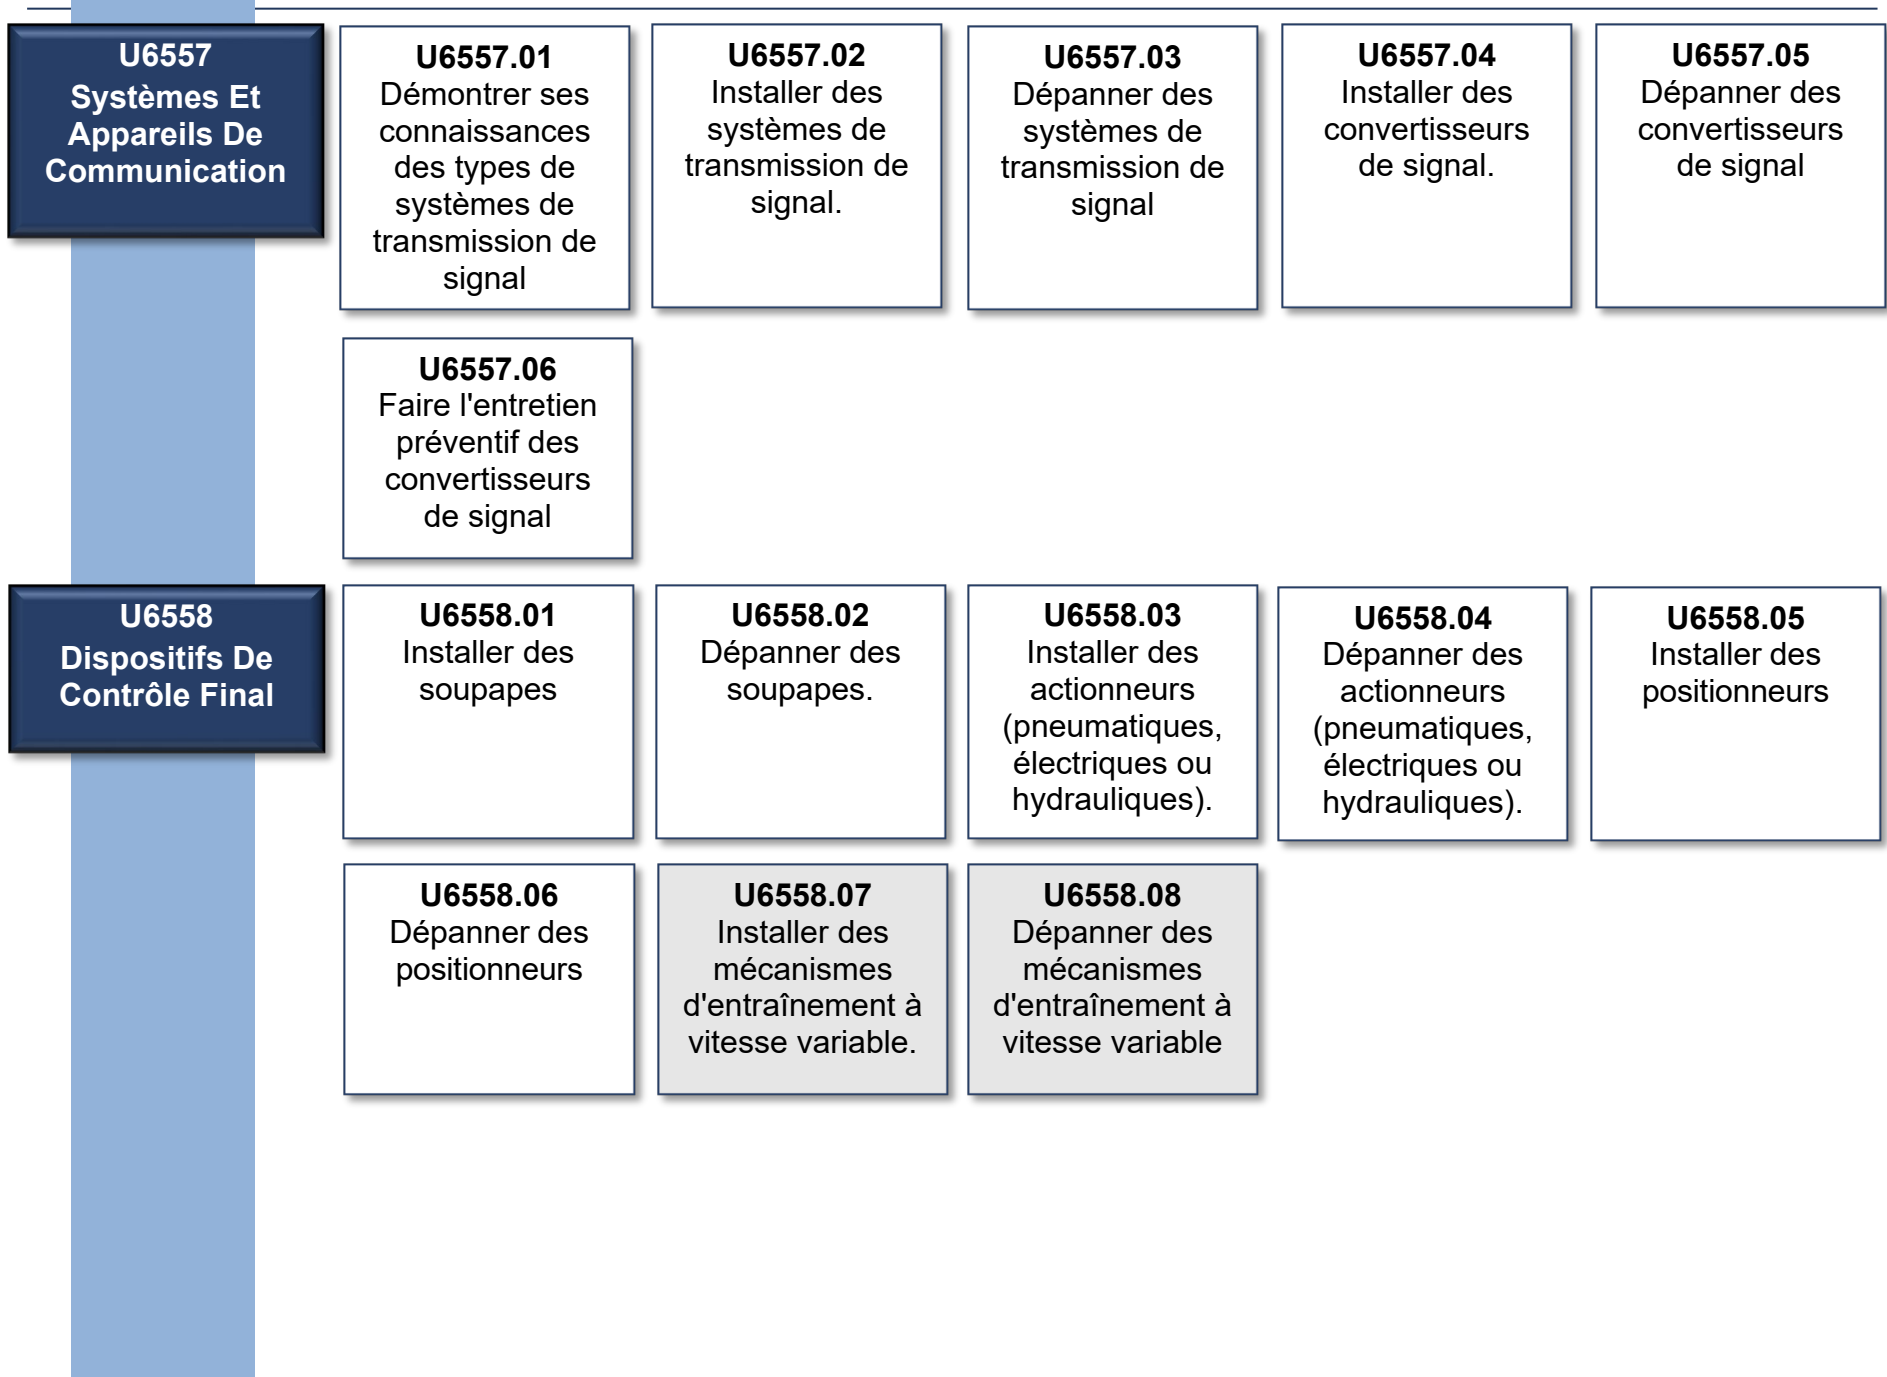 U6557
Systèmes Et
Appareils De
Communication
U6557.01
Démontrer ses
connaissances
des types de
systèmes de
transmission de
signal
U6557.02
Installer des
systèmes de
transmission de
signal.
U6557.03
Dépanner des
systèmes de
transmission de
signal
U6557.04
Installer des
convertisseurs
de signal.
U6557.05
Dépanner des
convertisseurs
de signal
U6557.06
Faire l'entretien
préventif des
convertisseurs
de signal
U6558
Dispositifs De
Contrôle Final
U6558.01
Installer des
soupapes
U6558.02
Dépanner des
soupapes.
U6558.03
Installer des
actionneurs
(pneumatiques,
électriques ou
hydrauliques).
U6558.04
Dépanner des
actionneurs
(pneumatiques,
électriques ou
hydrauliques).
U6558.05
Installer des
positionneurs
U6558.06
Dépanner des
positionneurs
U6558.07
Installer des
mécanismes
d'entraînement à
vitesse variable.
U6558.08
Dépanner des
mécanismes
d'entraînement à
vitesse variable